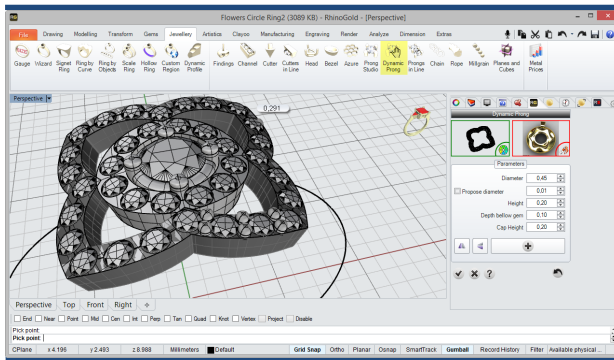 Flowers Circle Ring2 (3089 KB) - RhinoGold - [Perspective]
File Drawing Modelling Transform Gems Jewellery Artistics Clayoo Manufacturing Engraving Render Analyze Dimension Extras
Gauge Wizard Signet Ring Ring by Curve Ring by Objects Scale Ring Hollow Ring Custom Region Dynamic Profile Findings Channel Cutter Cutters in Line Head Bezel Azure Prong Studio Dynamic Prong Prongs in Line Chain Rope Milligrain Planes and Cubes Metal Prices
Perspective
0,291
Dynamic Prong
Parameters
Diameter 0,45
Propose diameter 0,01
Height 0,20
Depth bellow gem 0,10
Cap Height 0,20
Perspective Top Front Right
End Near Point Mid Cen Int Perp Tan Quad Knot Vertex Project Disable
Pick point
Pick point
CPlane x 4.196 y 2.493 z 8.988 Millimeters Default Grid Snap Ortho Planar Osnap SmartTrack Gumball Record History Filter Available physical ...